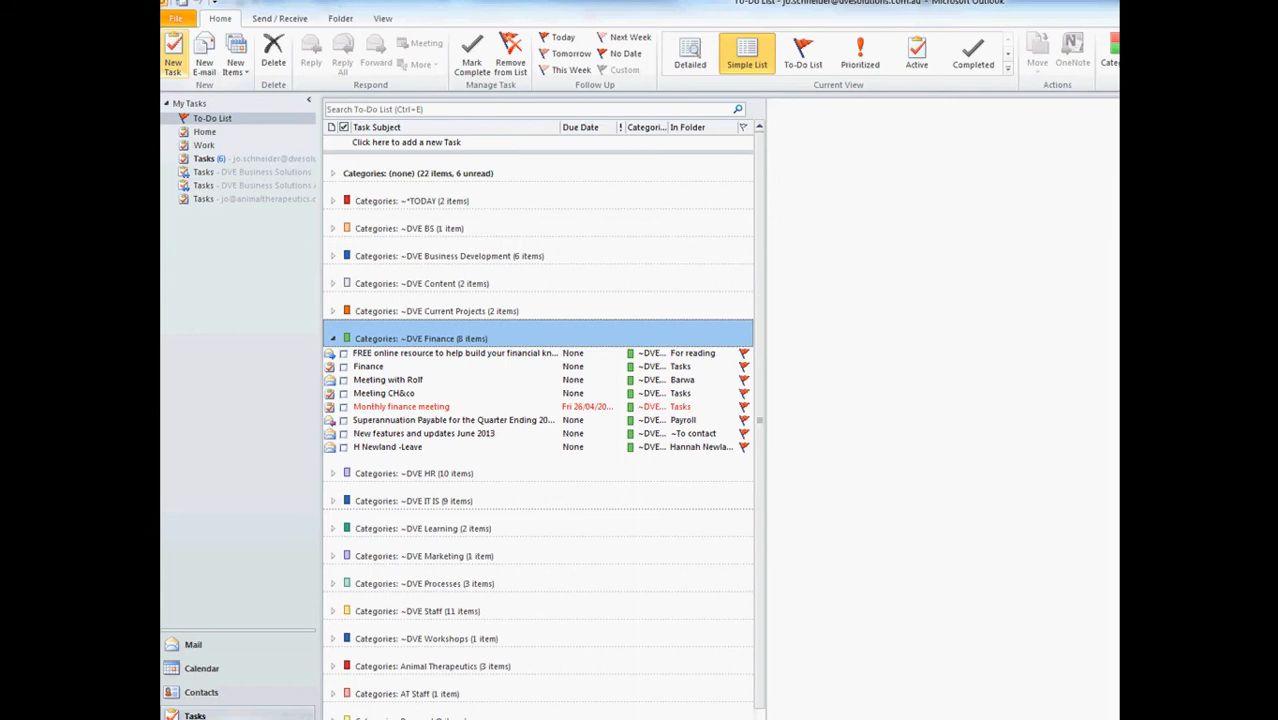 To-Do List - jo.schneider@dvesolutions.com.au - Microsoft Outlook
File Home Send / Receive Folder View
New Task
New E-mail
New Items
Delete
Reply
Reply All
Forward
Meeting
More
Mark Complete
Remove from List
Today
Tomorrow
This Week
Next Week
No Date
Custom
Detailed
Simple List
To-Do List
Prioritized
Active
Completed
Move
OneNote
New Delete Respond Manage Task Follow Up Current View Actions
My Tasks
To-Do List
Home
Work
Tasks (6) - jo.schneider@dvesol...
Tasks - DVE Business Solutions
Tasks - DVE Business Solutions A
Tasks - jo@animaltherapeutics.c
Search To-Do List (Ctrl+E)
Task Subject Due Date ! Categori... In Folder
Click here to add a new Task
Categories: (none) (22 items, 6 unread)
Categories: ~*TODAY (2 items)
Categories: ~DVE BS (1 item)
Categories: ~DVE Business Development (6 items)
Categories: ~DVE Content (2 items)
Categories: ~DVE Current Projects (2 items)
Categories: ~DVE Finance (8 items)
FREE online resource to help build your financial kn... None ~DVE... For reading
Finance None ~DVE... Tasks
Meeting with Rolf None ~DVE... Barwa
Meeting CH&co None ~DVE... Tasks
Monthly finance meeting Fri 26/04/20... ~DVE... Tasks
Superannuation Payable for the Quarter Ending 20... None ~DVE... Payroll
New features and updates June 2013 None ~DVE... ~To contact
H Newland -Leave None ~DVE... Hannah Newla...
Categories: ~DVE HR (10 items)
Categories: ~DVE IT IS (9 items)
Categories: ~DVE Learning (2 items)
Categories: ~DVE Marketing (1 item)
Categories: ~DVE Processes (3 items)
Categories: ~DVE Staff (11 items)
Categories: ~DVE Workshops (1 item)
Categories: Animal Therapeutics (3 items)
Categories: AT Staff (1 item)
Mail
Calendar
Contacts
Tasks